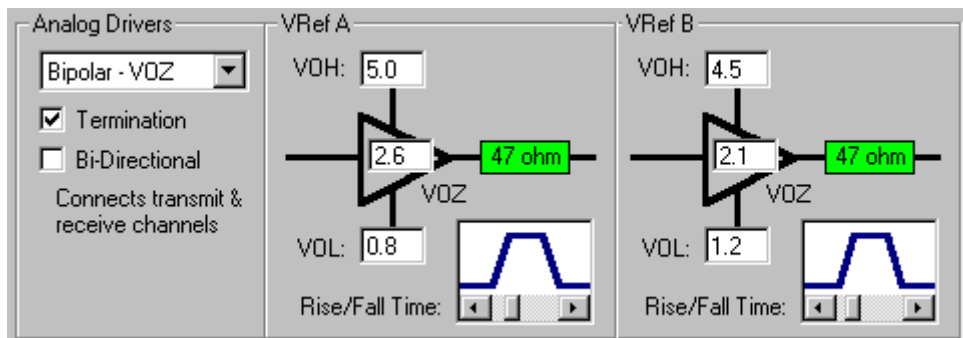 Analog Drivers
Bipolar - VOZ
Termination
Bi-Directional
Connects transmit &
receive channels
VRef A
VOH: 5.0
2.6
47 ohm
VOZ
VOL: 0.8
Rise/Fall Time:
VRef B
VOH: 4.5
2.1
47 ohm
VOZ
VOL: 1.2
Rise/Fall Time: